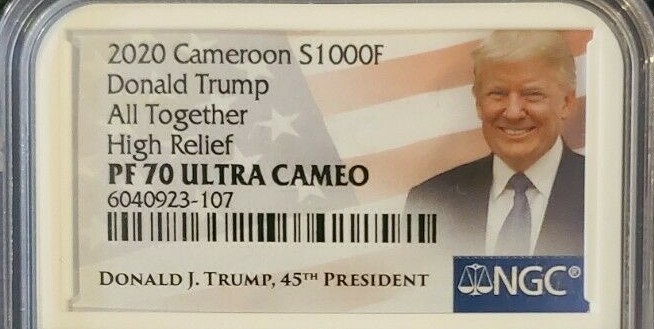 2020 Cameroon S1000F
Donald Trump
All Together
High Relief
PF 70 ULTRA CAMEO
6040923-107
DONALD J. TRUMP, 45TH PRESIDENT
NGC®